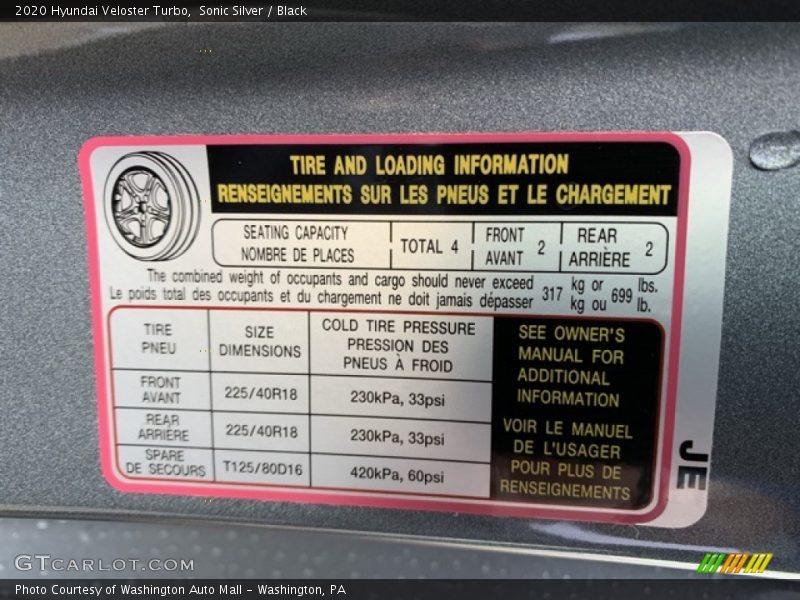 2020 Hyundai Veloster Turbo,  Sonic Silver / Black
TIRE AND LOADING INFORMATION
RENSEIGNEMENTS SUR LES PNEUS ET LE CHARGEMENT
SEATING CAPACITY
NOMBRE DE PLACES
TOTAL 4
FRONT
AVANT
2
REAR
ARRIÈRE
2
The combined weight of occupants and cargo should never exceed
Le poids total des occupants et du chargement ne doit jamais dépasser
317
kg or
kg ou
699
lbs.
lb.
TIRE
PNEU
SIZE
DIMENSIONS
COLD TIRE PRESSURE
PRESSION DES
PNEUS À FROID
FRONT
AVANT
225/40R18
230kPa, 33psi
REAR
ARRIÈRE
225/40R18
230kPa, 33psi
SPARE
DE SECOURS
T125/80D16
420kPa, 60psi
SEE OWNER'S
MANUAL FOR
ADDITIONAL
INFORMATION
VOIR LE MANUEL
DE L'USAGER
POUR PLUS DE
RENSEIGNEMENTS
JE
GTCARLOT.COM
Photo Courtesy of Washington Auto Mall – Washington, PA